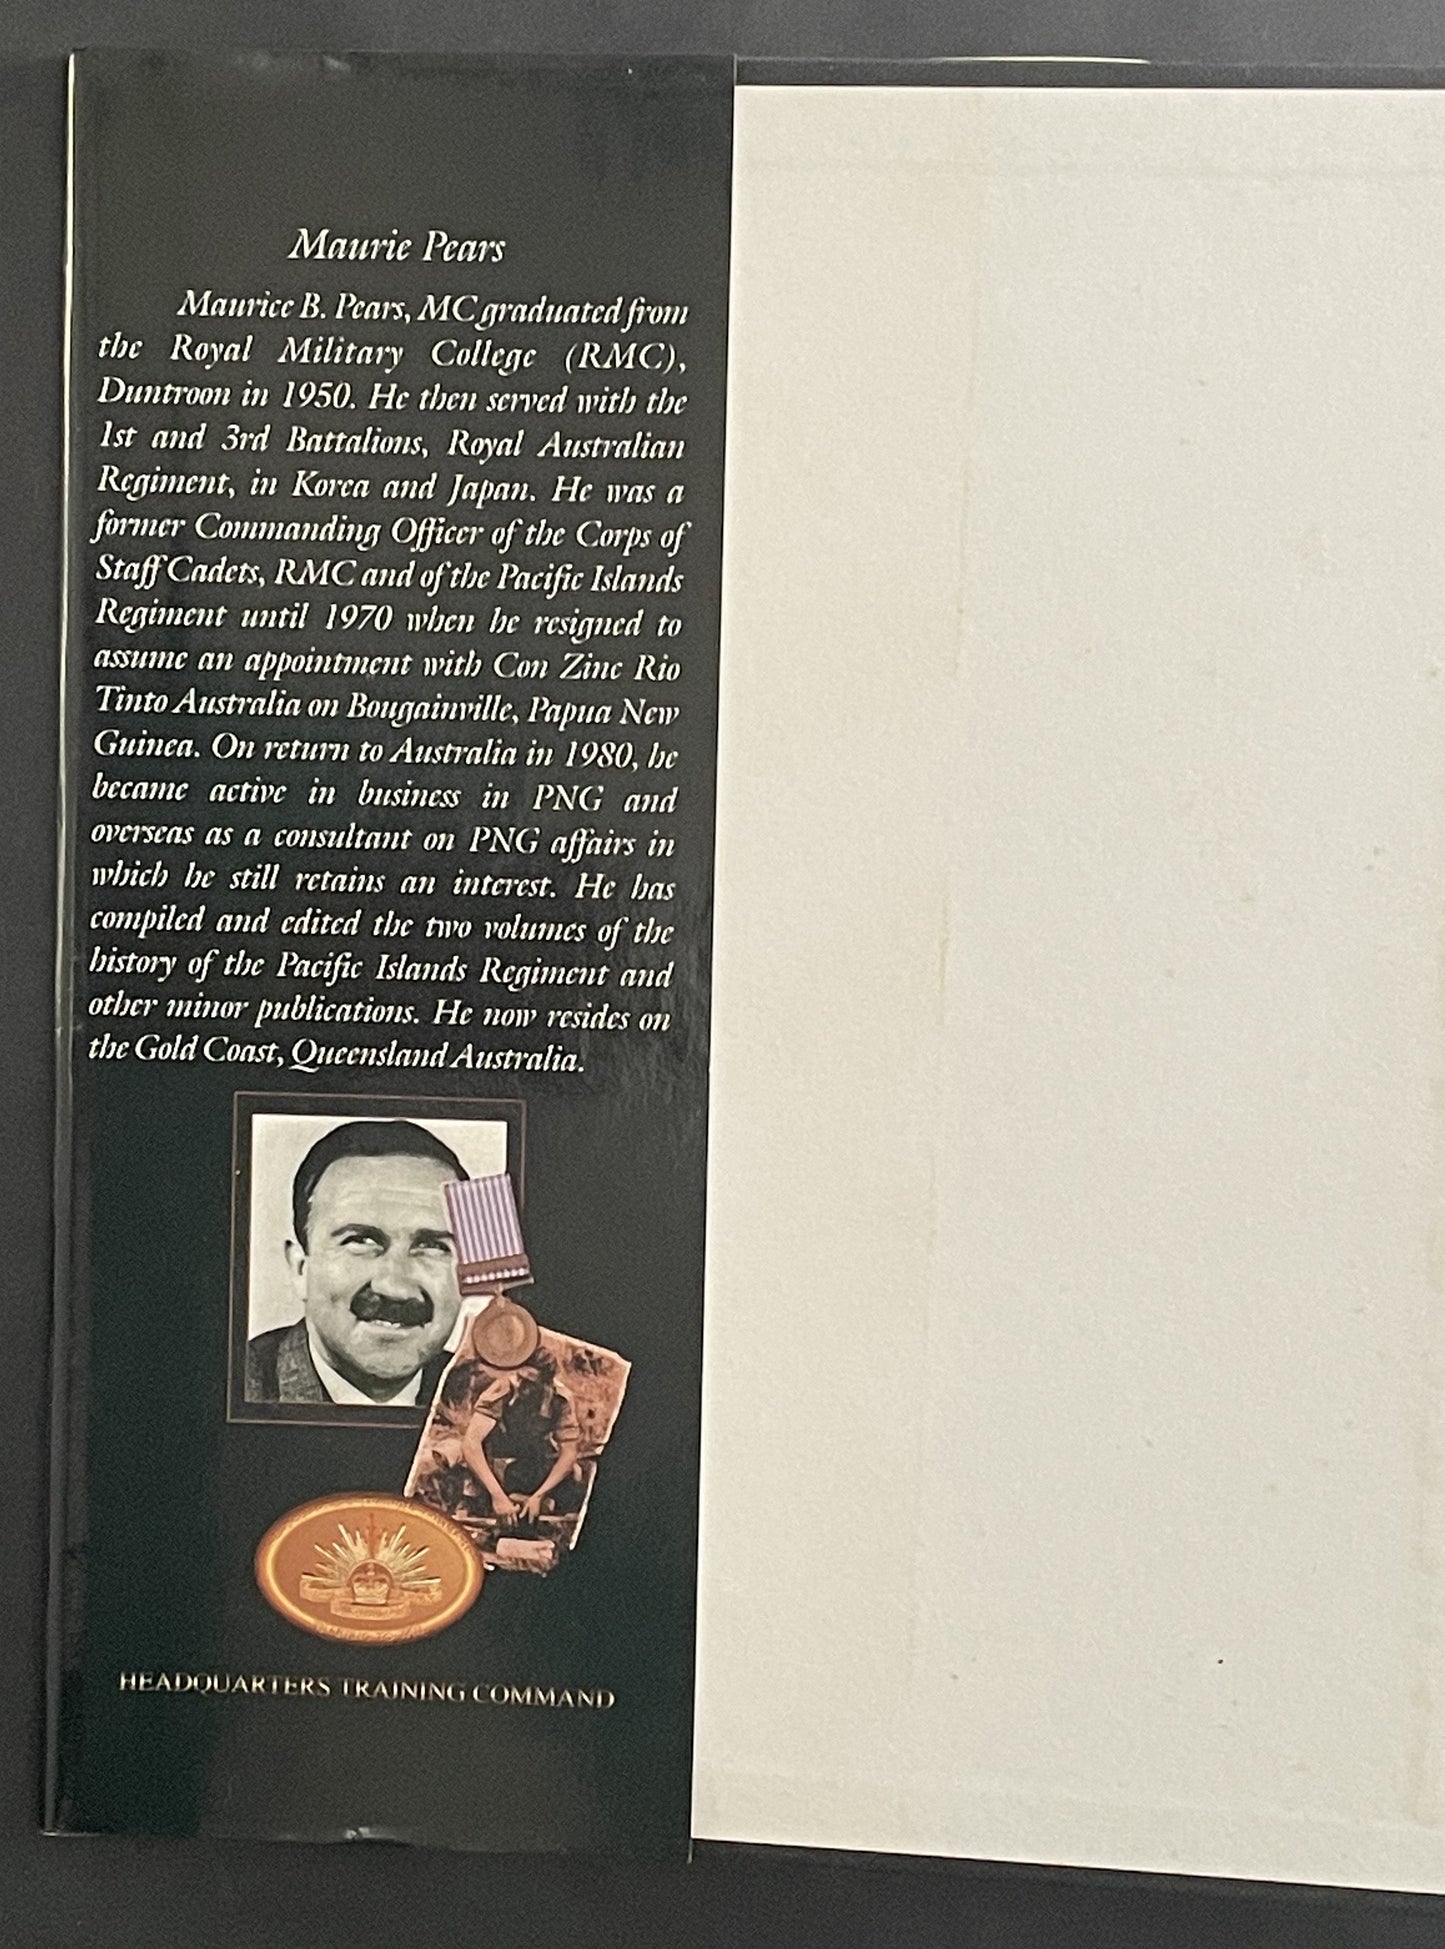 Maurie Pears
Maurice B. Pears, MC graduated from
the Royal Military College (RMC),
Duntroon in 1950. He then served with the
1st and 3rd Battalions, Royal Australian
Regiment, in Korea and Japan. He was a
former Commanding Officer of the Corps of
Staff Cadets, RMC and of the Pacific Islands
Regiment until 1970 when he resigned to
assume an appointment with Con Zinc Rio
Tinto Australia on Bougainville, Papua New
Guinea. On return to Australia in 1980, he
became active in business in PNG and
overseas as a consultant on PNG affairs in
which he still retains an interest. He has
compiled and edited the two volumes of the
history of the Pacific Islands Regiment and
other minor publications. He now resides on
the Gold Coast, Queensland Australia.
HEADQUARTERS TRAINING COMMAND